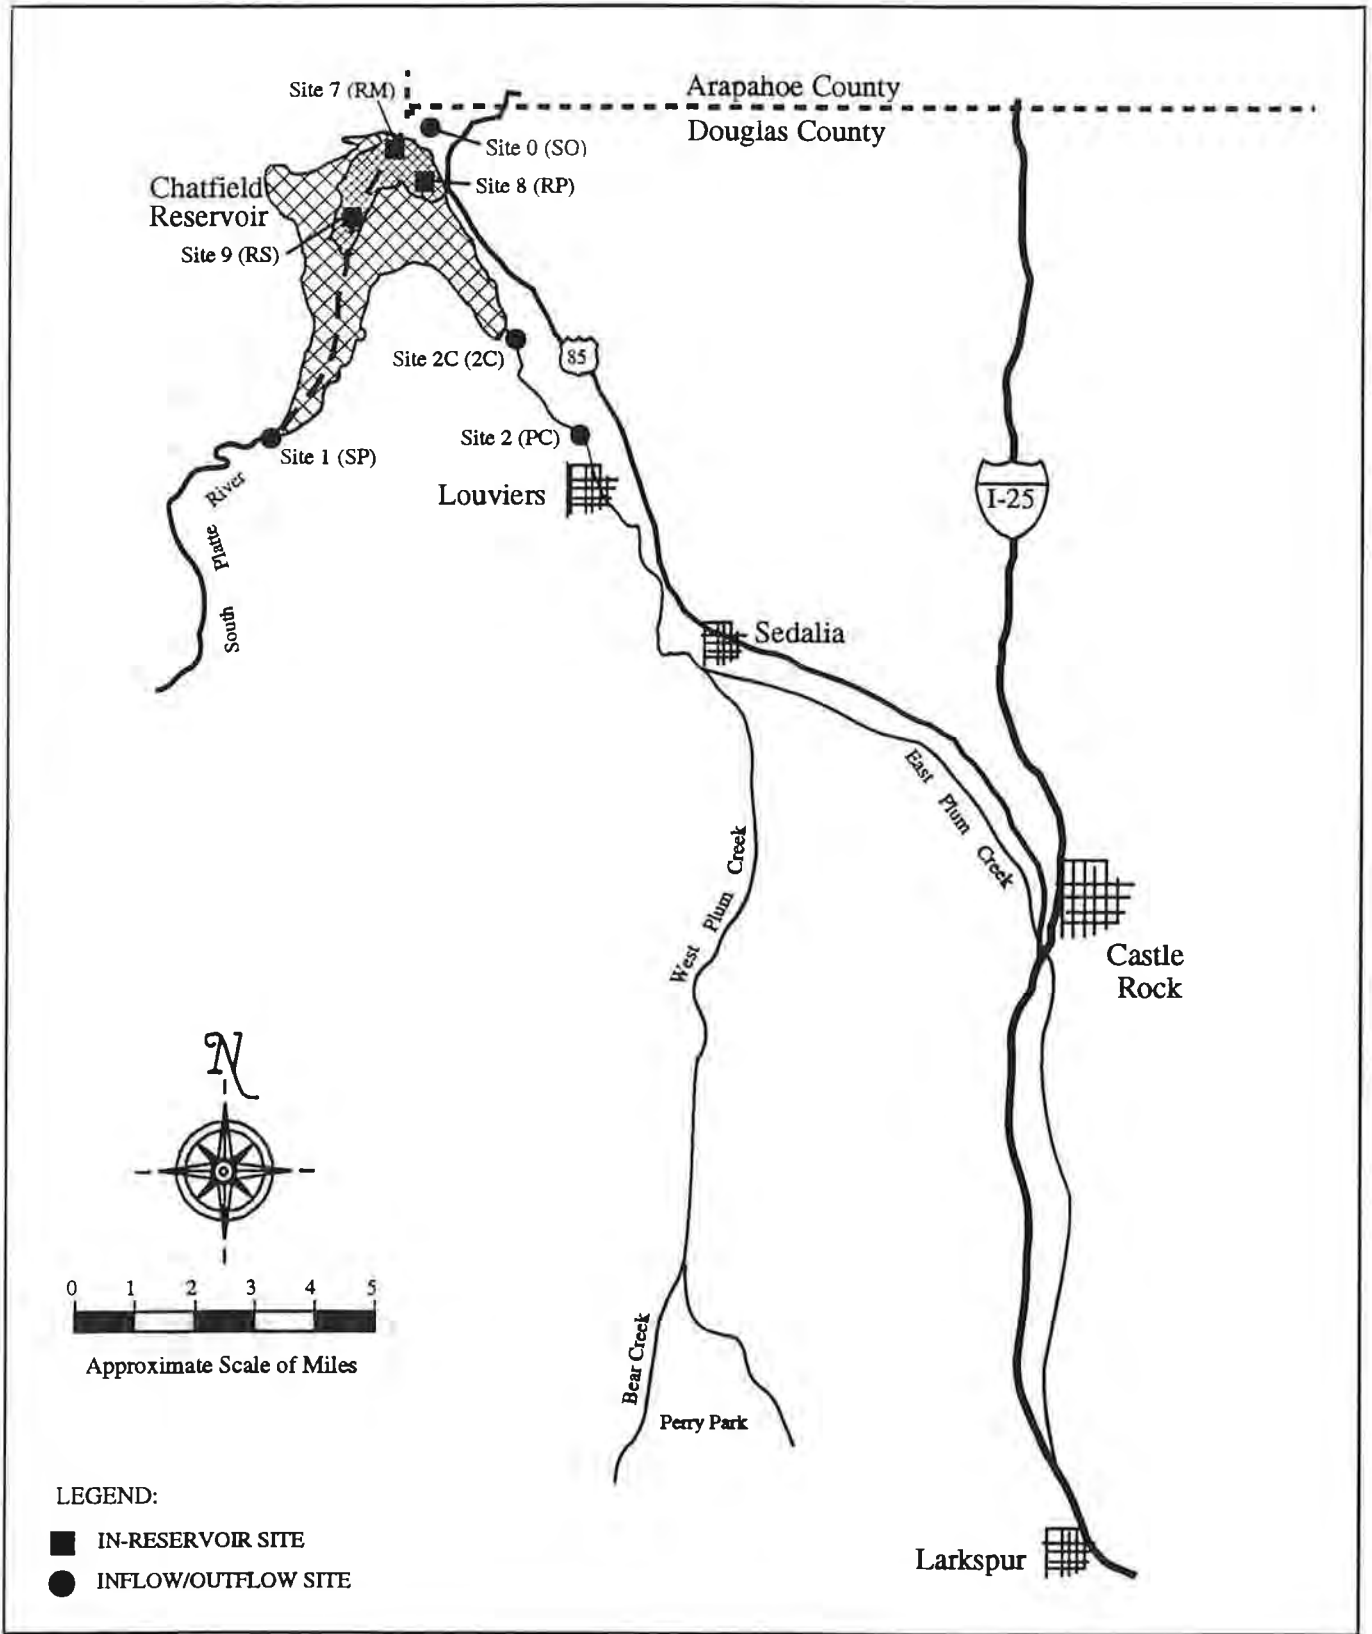 Arapahoe County
Douglas County
Site 7 (RM)
Site 0 (SO)
Site 8 (RP)
Chatfield
Reservoir
Site 9 (RS)
Site 2C (2C)
85
Site 2 (PC)
Site 1 (SP)
South Platte River
Louviers
I-25
Sedalia
East Plum Creek
West Plum Creek
Castle
Rock
N
0 1 2 3 4 5
Approximate Scale of Miles
Bear Creek
Perry Park
LEGEND:
IN-RESERVOIR SITE
INFLOW/OUTFLOW SITE
Larkspur